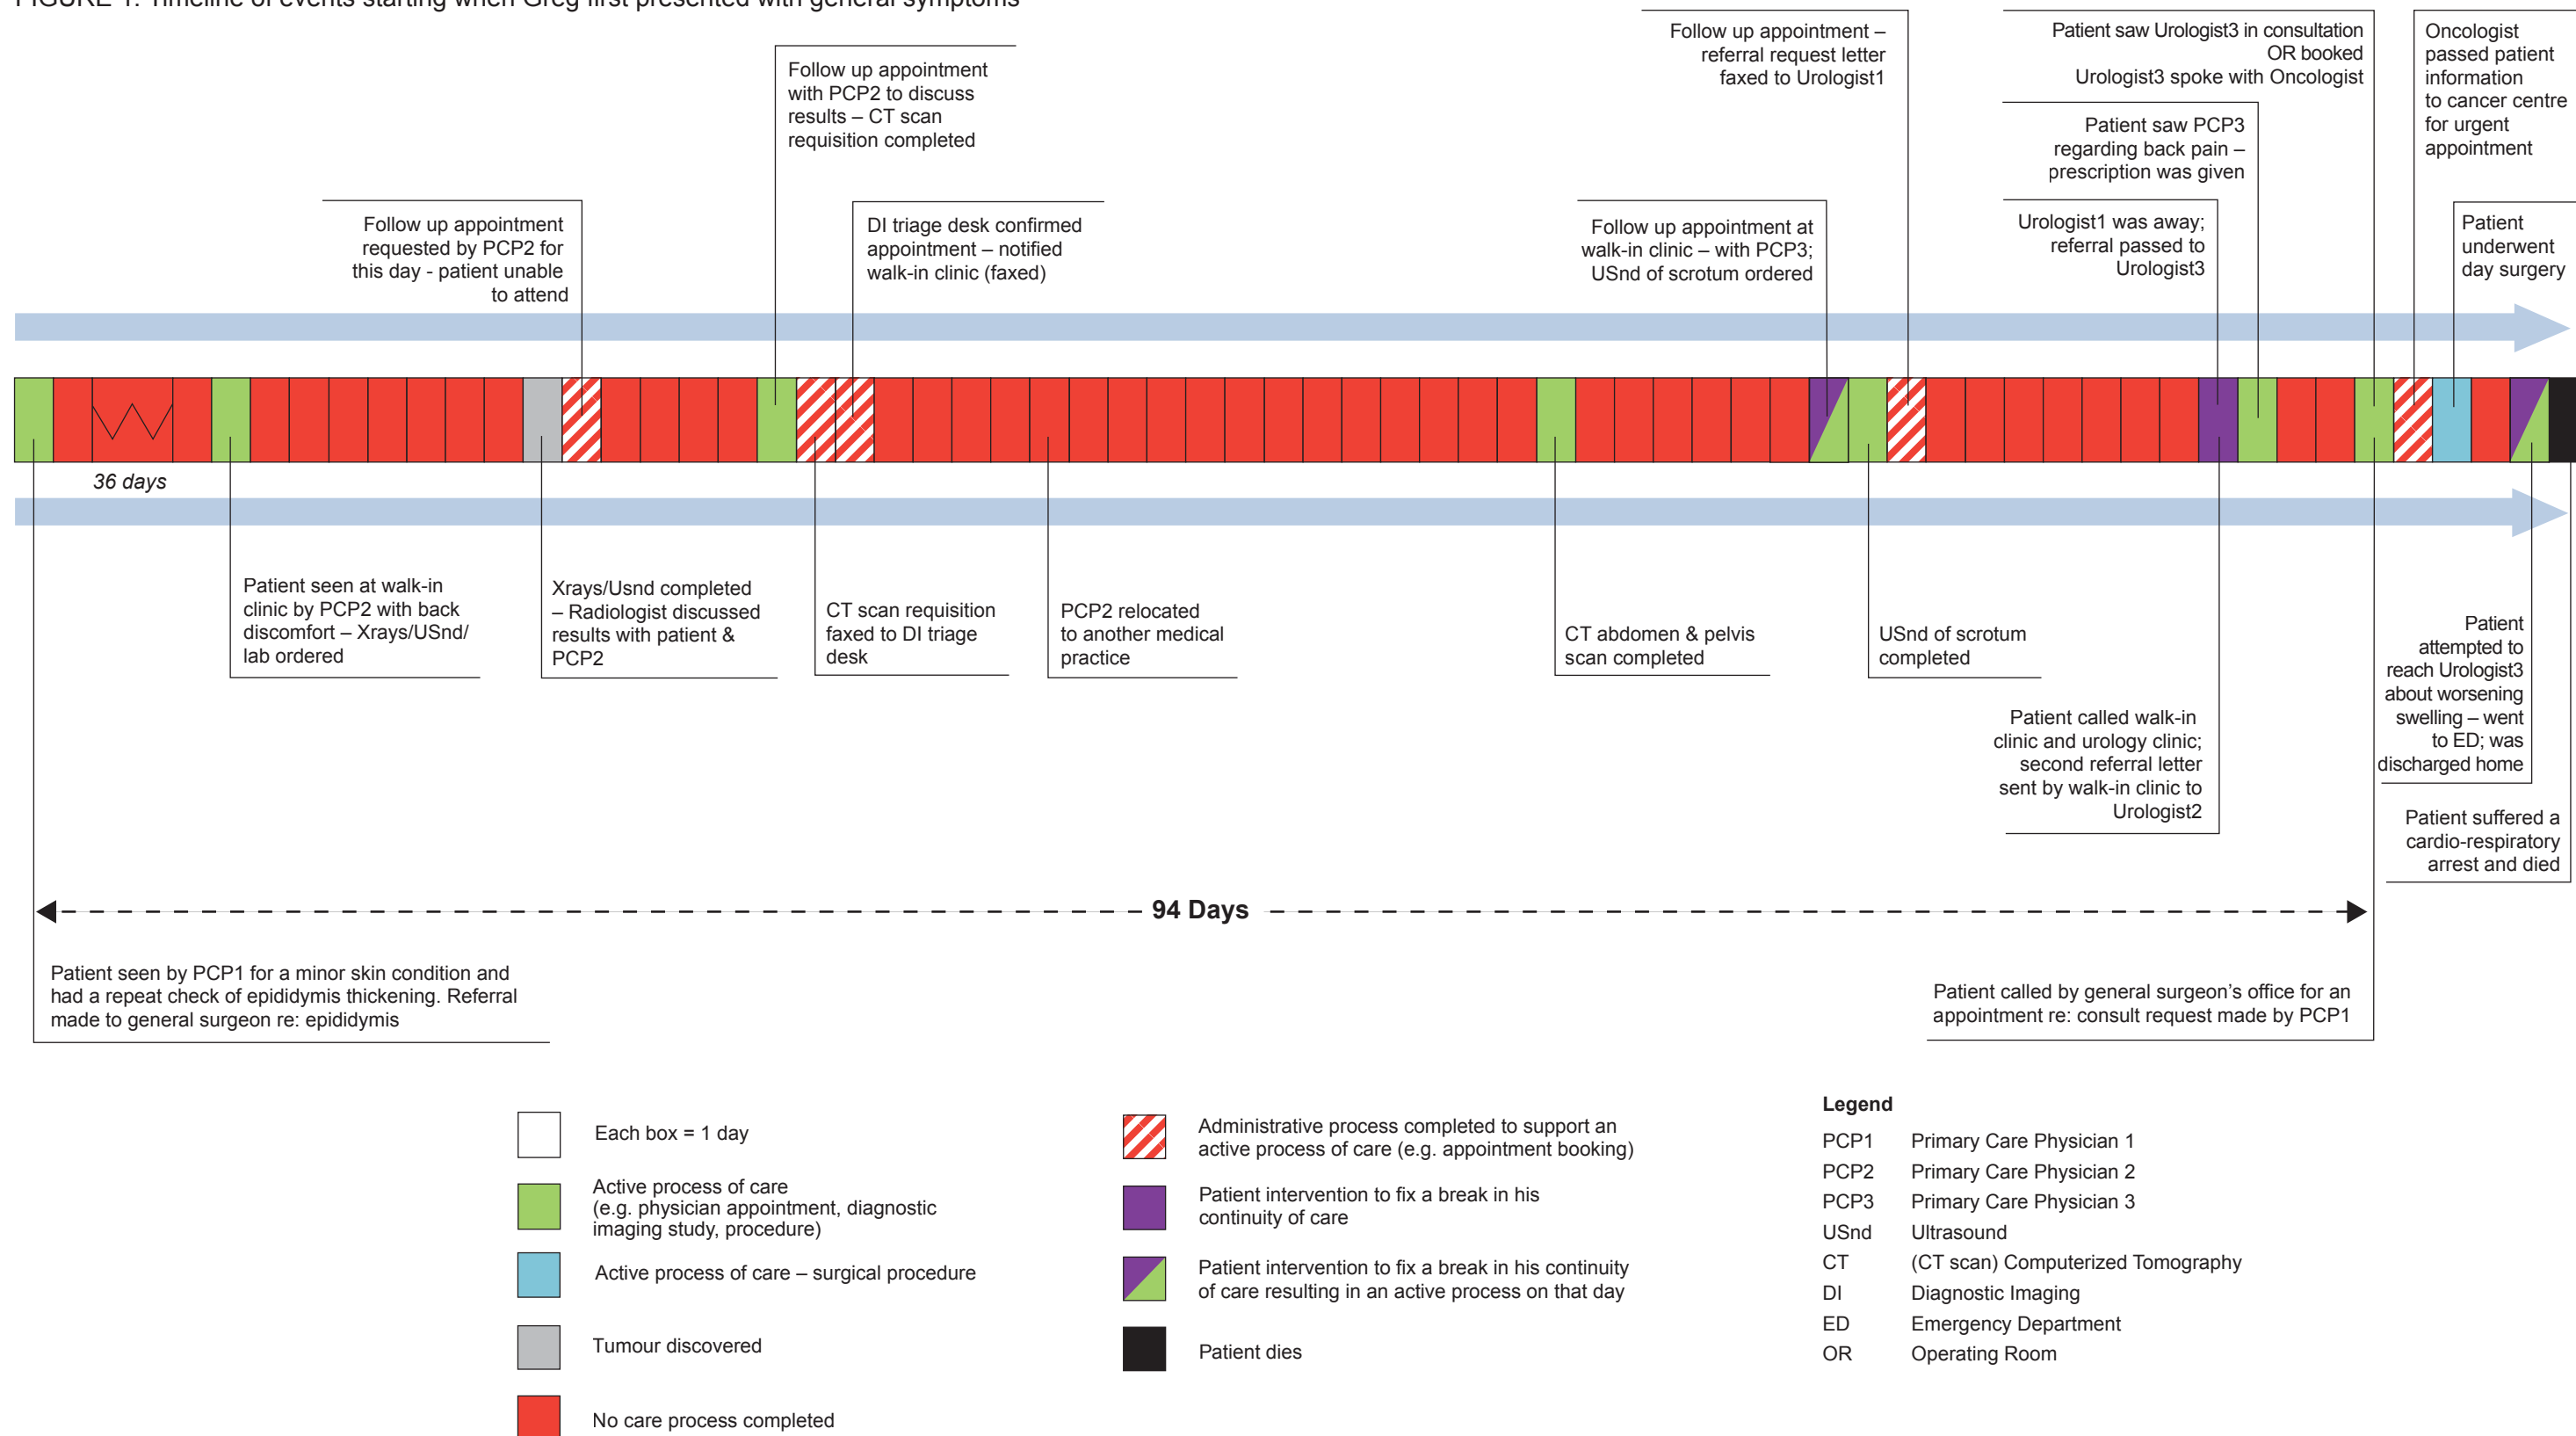 FIGURE 1: Timeline of events starting when Greg first presented with general symptoms
Follow up appointment
requested by PCP2 for
this day - patient unable
to attend
Follow up appointment
with PCP2 to discuss
results – CT scan
requisition completed
DI triage desk confirmed
appointment – notified
walk-in clinic (faxed)
Follow up appointment at
walk-in clinic – with PCP3;
USnd of scrotum ordered
Follow up appointment –
referral request letter
faxed to Urologist1
Urologist1 was away;
referral passed to
Urologist3
Patient saw PCP3
regarding back pain –
prescription was given
Patient saw Urologist3 in consultation
OR booked
Urologist3 spoke with Oncologist
Oncologist
passed patient
information
to cancer centre
for urgent
appointment
Patient
underwent
day surgery
36 days
Patient seen at walk-in
clinic by PCP2 with back
discomfort – Xrays/USnd/
lab ordered
Xrays/Usnd completed
– Radiologist discussed
results with patient &
PCP2
CT scan requisition
faxed to DI triage
desk
PCP2 relocated
to another medical
practice
CT abdomen & pelvis
scan completed
USnd of scrotum
completed
Patient called walk-in
clinic and urology clinic;
second referral letter
sent by walk-in clinic to
Urologist2
Patient
attempted to
reach Urologist3
about worsening
swelling – went
to ED; was
discharged home
Patient suffered a
cardio-respiratory
arrest and died
94 Days
Patient seen by PCP1 for a minor skin condition and
had a repeat check of epididymis thickening. Referral
made to general surgeon re: epididymis
Patient called by general surgeon's office for an
appointment re: consult request made by PCP1
Each box = 1 day
Active process of care
(e.g. physician appointment, diagnostic
imaging study, procedure)
Active process of care – surgical procedure
Tumour discovered
No care process completed
Administrative process completed to support an
active process of care (e.g. appointment booking)
Patient intervention to fix a break in his
continuity of care
Patient intervention to fix a break in his continuity
of care resulting in an active process on that day
Patient dies
Legend
PCP1 Primary Care Physician 1
PCP2 Primary Care Physician 2
PCP3 Primary Care Physician 3
USnd Ultrasound
CT (CT scan) Computerized Tomography
DI Diagnostic Imaging
ED Emergency Department
OR Operating Room